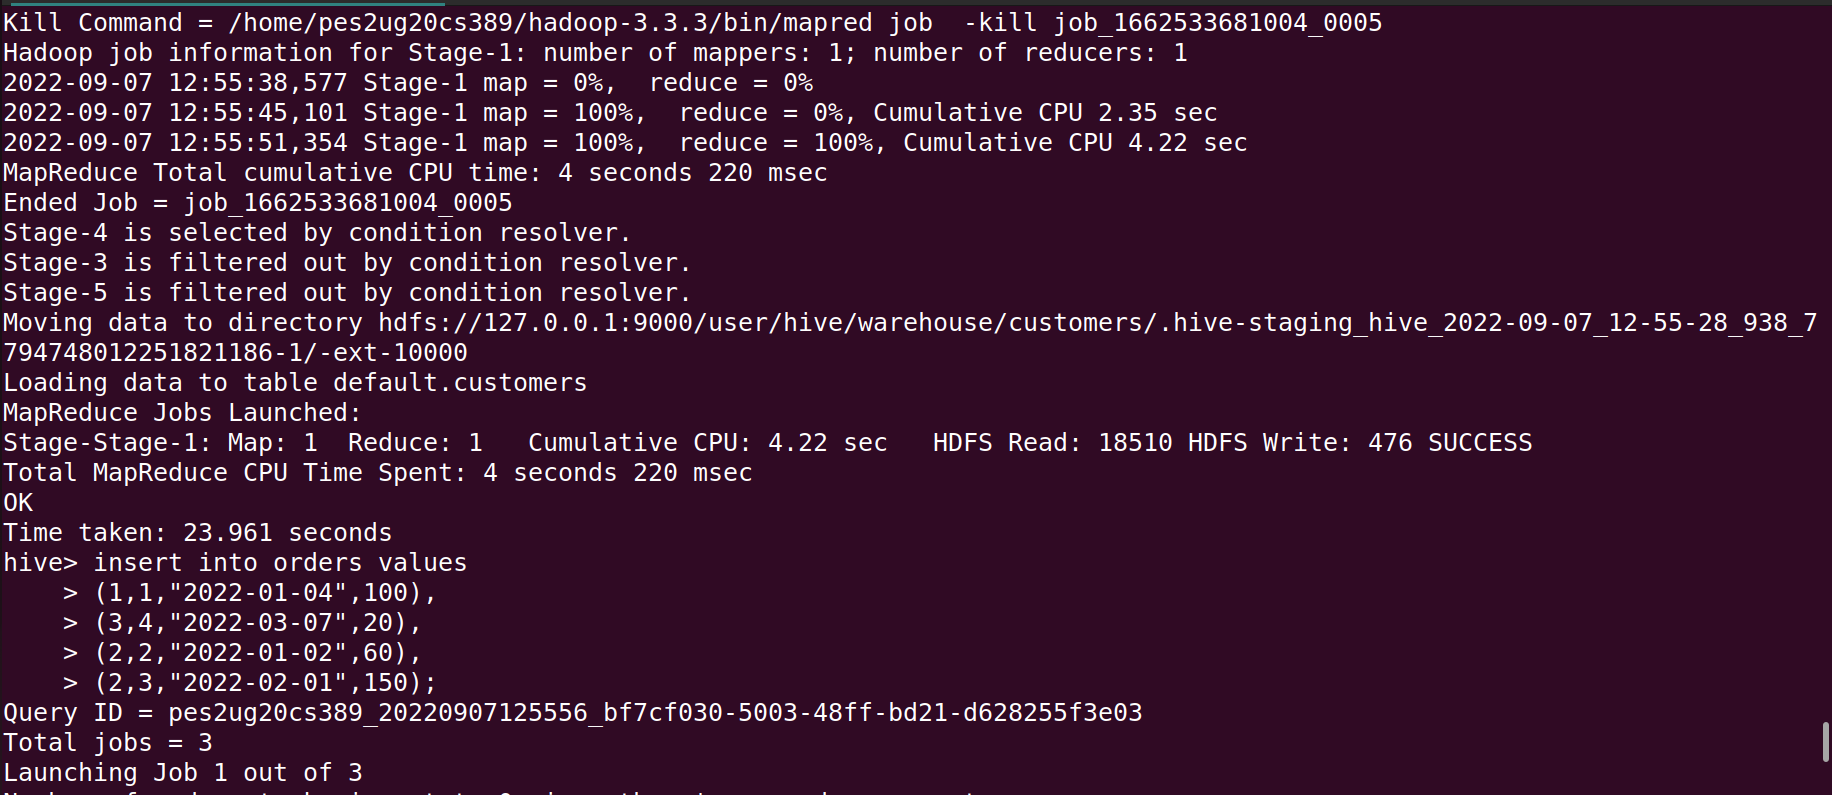 Kill Command = /home/pes2ug20cs389/hadoop-3.3.3/bin/mapred job  -kill job_1662533681004_0005
Hadoop job information for Stage-1: number of mappers: 1; number of reducers: 1
2022-09-07 12:55:38,577 Stage-1 map = 0%,  reduce = 0%
2022-09-07 12:55:45,101 Stage-1 map = 100%,  reduce = 0%, Cumulative CPU 2.35 sec
2022-09-07 12:55:51,354 Stage-1 map = 100%,  reduce = 100%, Cumulative CPU 4.22 sec
MapReduce Total cumulative CPU time: 4 seconds 220 msec
Ended Job = job_1662533681004_0005
Stage-4 is selected by condition resolver.
Stage-3 is filtered out by condition resolver.
Stage-5 is filtered out by condition resolver.
Moving data to directory hdfs://127.0.0.1:9000/user/hive/warehouse/customers/.hive-staging_hive_2022-09-07_12-55-28_938_7
794748012251821186-1/-ext-10000
Loading data to table default.customers
MapReduce Jobs Launched:
Stage-Stage-1: Map: 1  Reduce: 1   Cumulative CPU: 4.22 sec   HDFS Read: 18510 HDFS Write: 476 SUCCESS
Total MapReduce CPU Time Spent: 4 seconds 220 msec
OK
Time taken: 23.961 seconds
hive> insert into orders values
    > (1,1,"2022-01-04",100),
    > (3,4,"2022-03-07",20),
    > (2,2,"2022-01-02",60),
    > (2,3,"2022-02-01",150);
Query ID = pes2ug20cs389_20220907125556_bf7cf030-5003-48ff-bd21-d628255f3e03
Total jobs = 3
Launching Job 1 out of 3